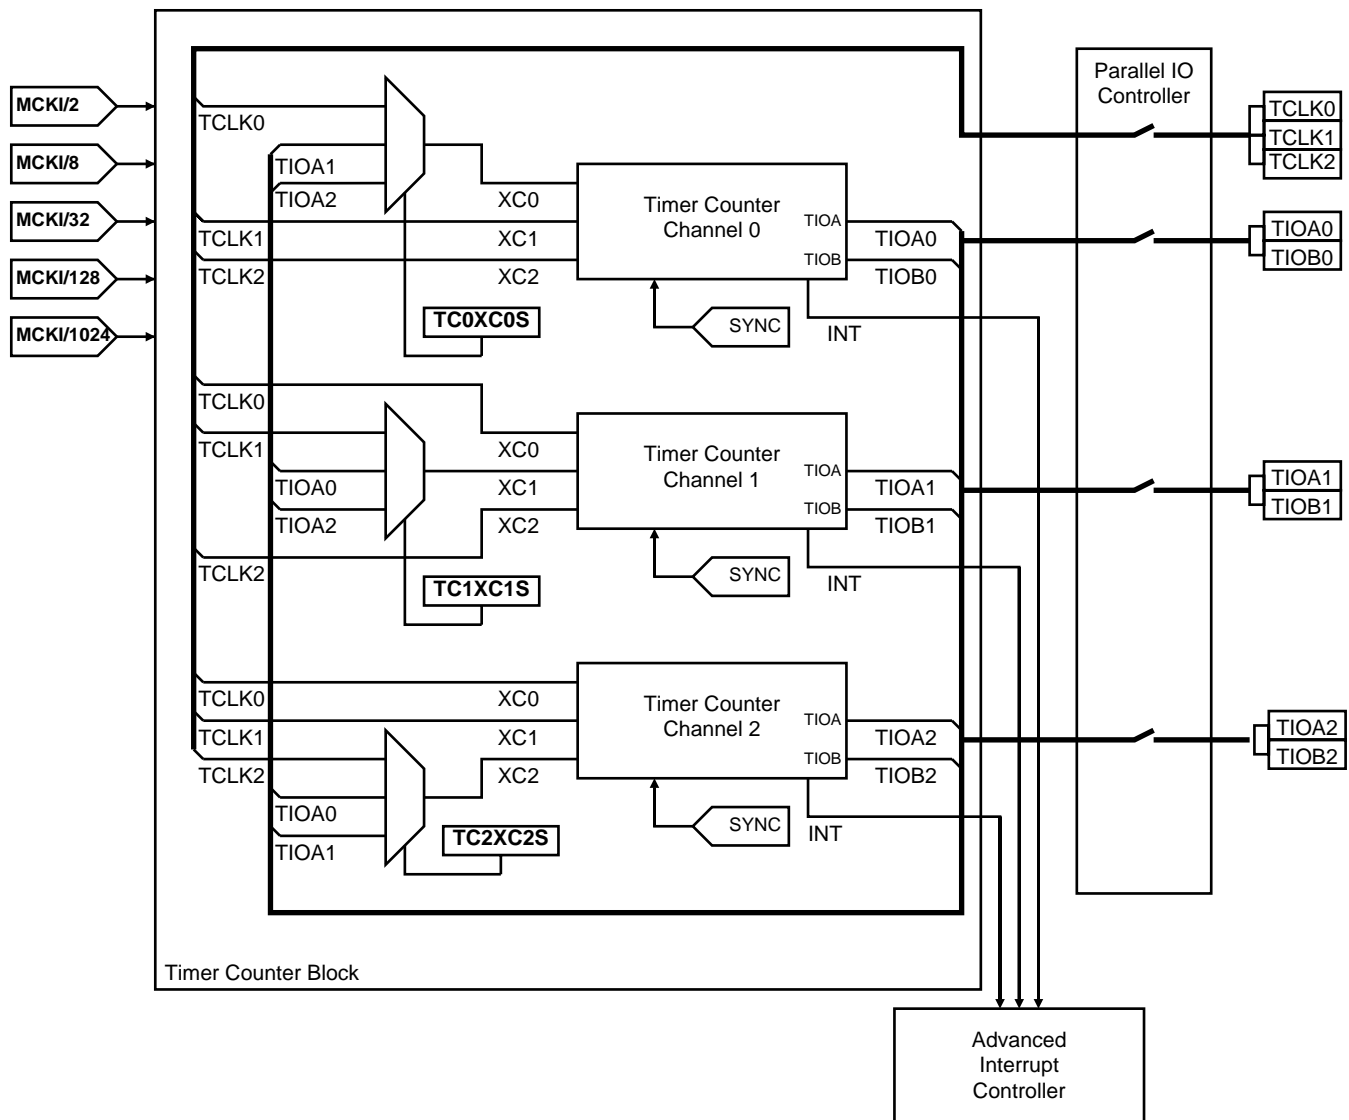 MCKI/2
MCKI/8
MCKI/32
MCKI/128
MCKI/1024
TCLK0
TIOA1
TIOA2
TCLK1
TCLK2
XC0
XC1
XC2
TC0XC0S
Timer Counter
Channel 0
TIOA
TIOB
TIOA0
TIOB0
SYNC
INT
TCLK0
TCLK1
TIOA0
TIOA2
TCLK2
XC0
XC1
XC2
TC1XC1S
Timer Counter
Channel 1
TIOA
TIOB
TIOA1
TIOB1
SYNC
INT
TCLK0
TCLK1
TCLK2
TIOA0
TIOA1
XC0
XC1
XC2
TC2XC2S
Timer Counter
Channel 2
TIOA
TIOB
TIOA2
TIOB2
SYNC
INT
Timer Counter Block
Parallel IO
Controller
TCLK0
TCLK1
TCLK2
TIOA0
TIOB0
TIOA1
TIOB1
TIOA2
TIOB2
Advanced
Interrupt
Controller